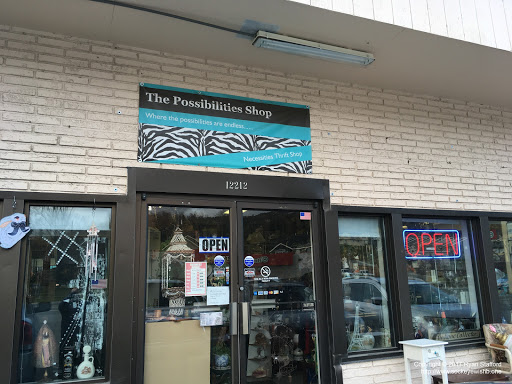 The Possibilities Shop
Where the possibilities are endless....
Necessities Thrift Shop
12212
OPEN
OPEN